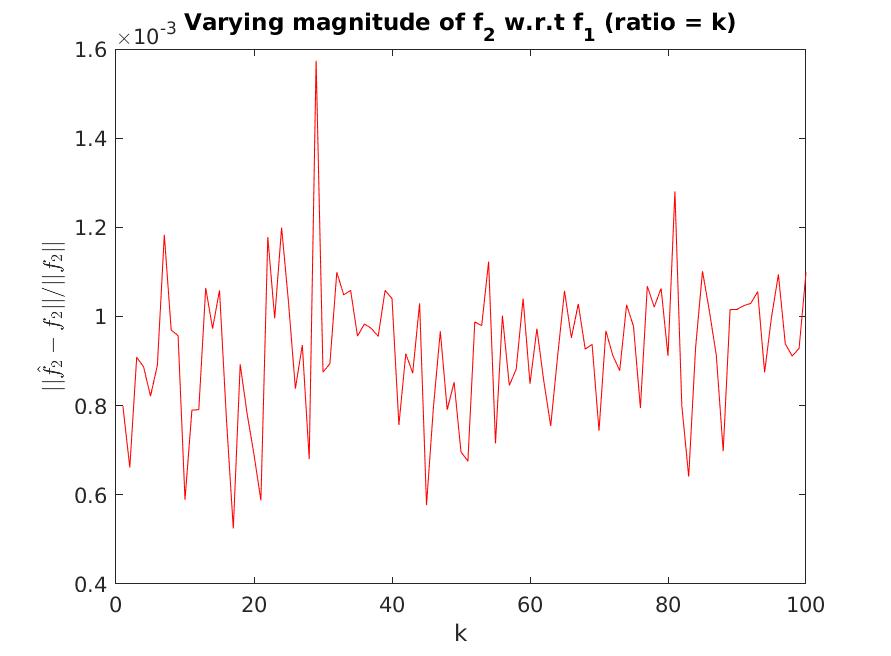 Varying magnitude of f₂ w.r.t f₁ (ratio = k)
×10⁻³
1.6
1.4
1.2
1
0.8
0.6
0.4
||f̂₂ − f₂||/||f₂||
0 20 40 60 80 100
k